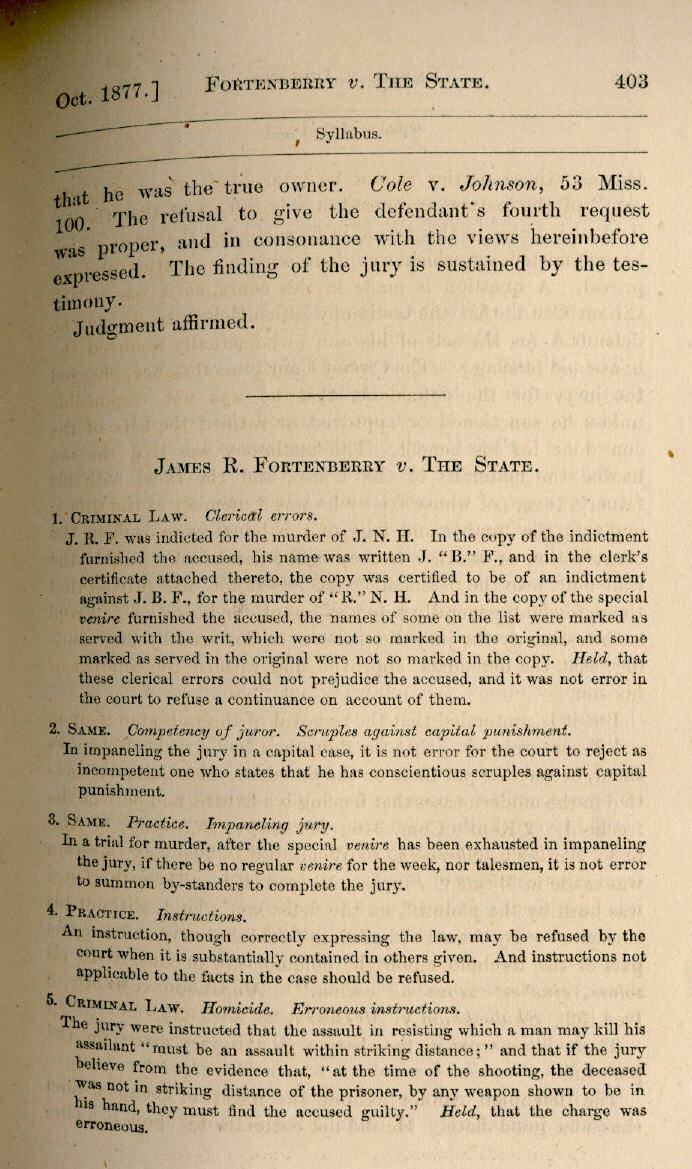 Oct. 1877.] FORTENBERRY v. THE STATE. 403
Syllabus.
that he was the true owner. Cole v. Johnson, 53 Miss.
100. The refusal to give the defendant's fourth request
was proper, and in consonance with the views hereinbefore
expressed. The finding of the jury is sustained by the tes-
timony.
Judgment affirmed.
JAMES R. FORTENBERRY v. THE STATE.
1. CRIMINAL LAW. Clerical errors.
J. R. F. was indicted for the murder of J. N. H. In the copy of the indictment
furnished the accused, his name was written J. "B." F., and in the clerk's
certificate attached thereto, the copy was certified to be of an indictment
against J. B. F., for the murder of "R." N. H. And in the copy of the special
venire furnished the accused, the names of some on the list were marked as
served with the writ, which were not so marked in the original, and some
marked as served in the original were not so marked in the copy. Held, that
these clerical errors could not prejudice the accused, and it was not error in
the court to refuse a continuance on account of them.
2. SAME. Competency of juror. Scruples against capital punishment.
In impaneling the jury in a capital case, it is not error for the court to reject as
incompetent one who states that he has conscientious scruples against capital
punishment.
3. SAME. Practice. Impaneling jury.
In a trial for murder, after the special venire has been exhausted in impaneling
the jury, if there be no regular venire for the week, nor talesmen, it is not error
to summon by-standers to complete the jury.
4. PRACTICE. Instructions.
An instruction, though correctly expressing the law, may be refused by the
court when it is substantially contained in others given. And instructions not
applicable to the facts in the case should be refused.
5. CRIMINAL LAW. Homicide. Erroneous instructions.
The jury were instructed that the assault in resisting which a man may kill his
assailant "must be an assault within striking distance;" and that if the jury
believe from the evidence that, "at the time of the shooting, the deceased
was not in striking distance of the prisoner, by any weapon shown to be in
his hand, they must find the accused guilty." Held, that the charge was
erroneous.